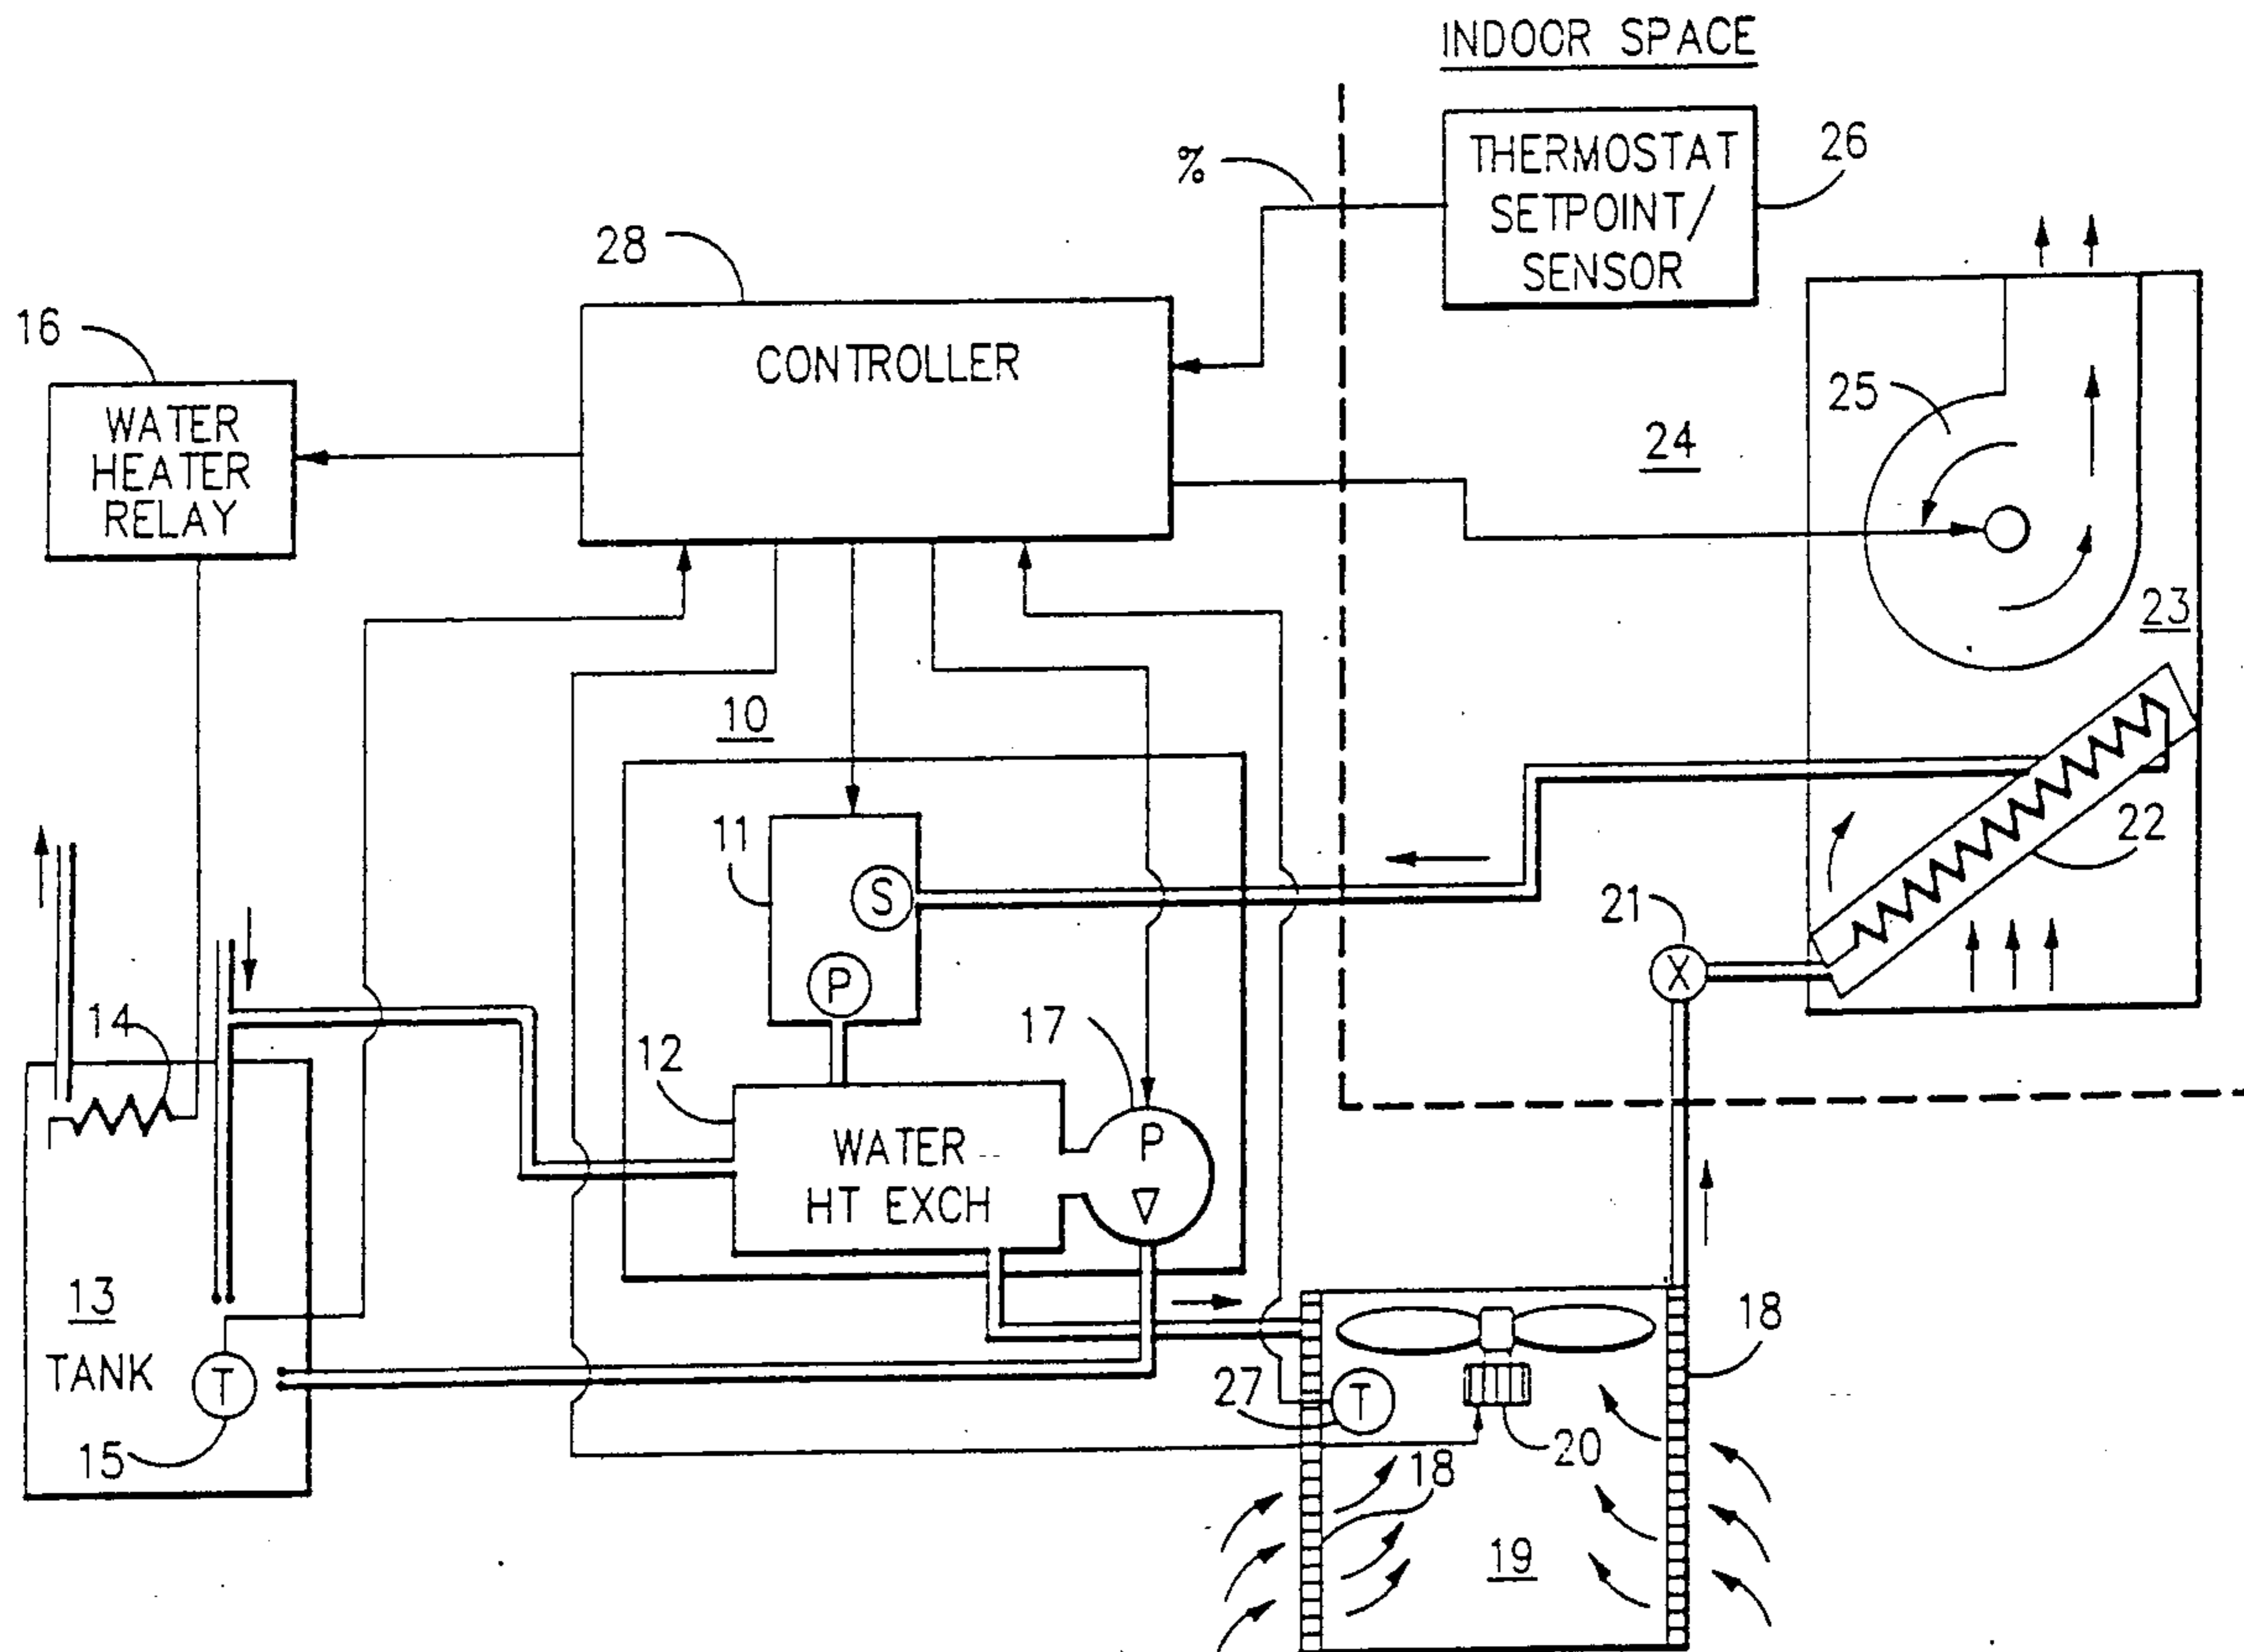 INDOOR SPACE
THERMOSTAT
SETPOINT/
SENSOR
26
%
28
CONTROLLER
16
WATER
HEATER
RELAY
25
24
23
10
11
S
P
22
21
14
12
17
WATER
HT EXCH
P
13
TANK
T
15
18
27
T
20
18
19